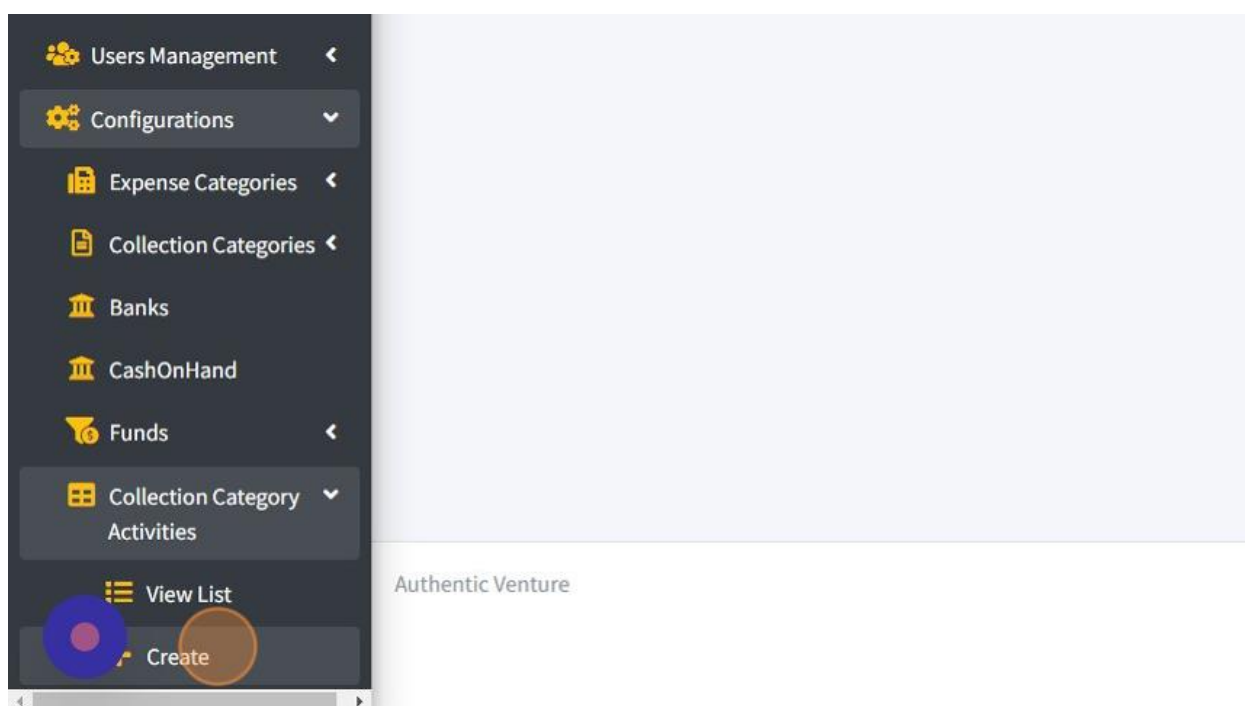 Users Management
Configurations
Expense Categories
Collection Categories
Banks
CashOnHand
Funds
Collection Category
Activities
View List
Authentic Venture
Create